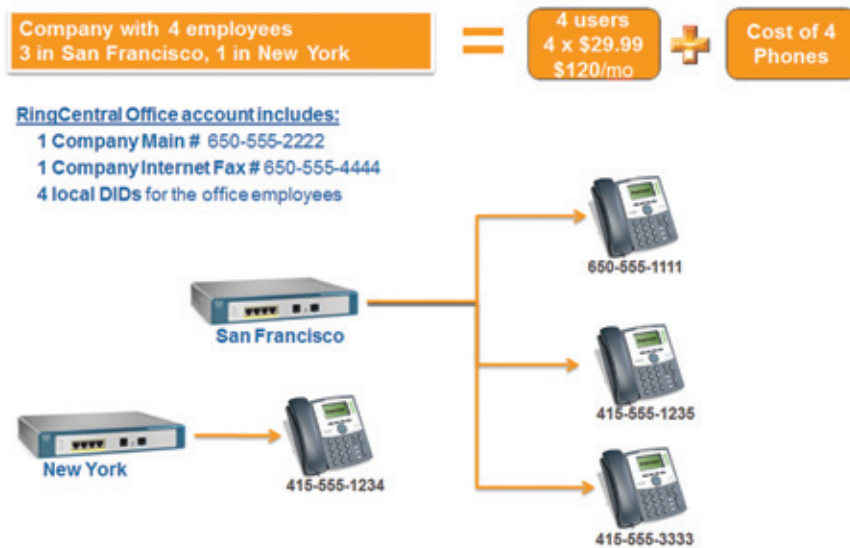 Company with 4 employees
3 in San Francisco, 1 in New York
4 users
4 x $29.99
$120/mo
Cost of 4
Phones
RingCentral Office account includes:
1 Company Main # 650-555-2222
1 Company Internet Fax # 650-555-4444
4 local DIDs for the office employees
650-555-1111
San Francisco
415-555-1235
New York
415-555-1234
415-555-3333